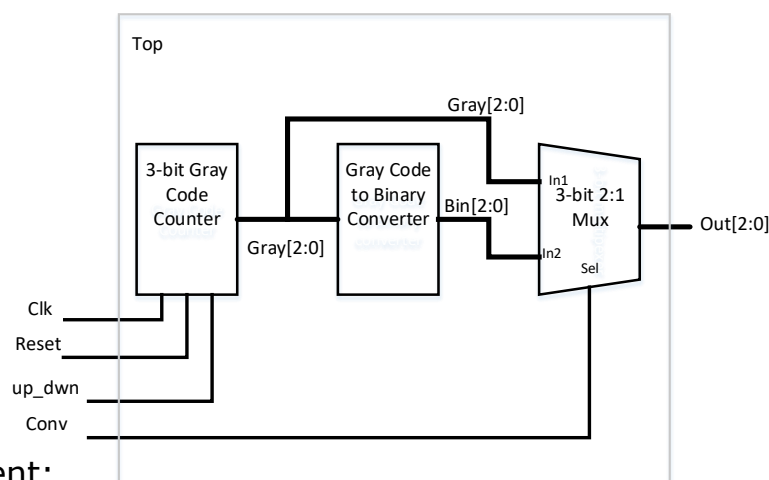 Top
Gray[2:0]
3-bit Gray
Code
Counter
Gray Code
to Binary
Converter
In1
3-bit 2:1
Mux
Bin[2:0]
Out[2:0]
Gray[2:0]
In2
Sel
Clk
Reset
up_dwn
Conv
ent: